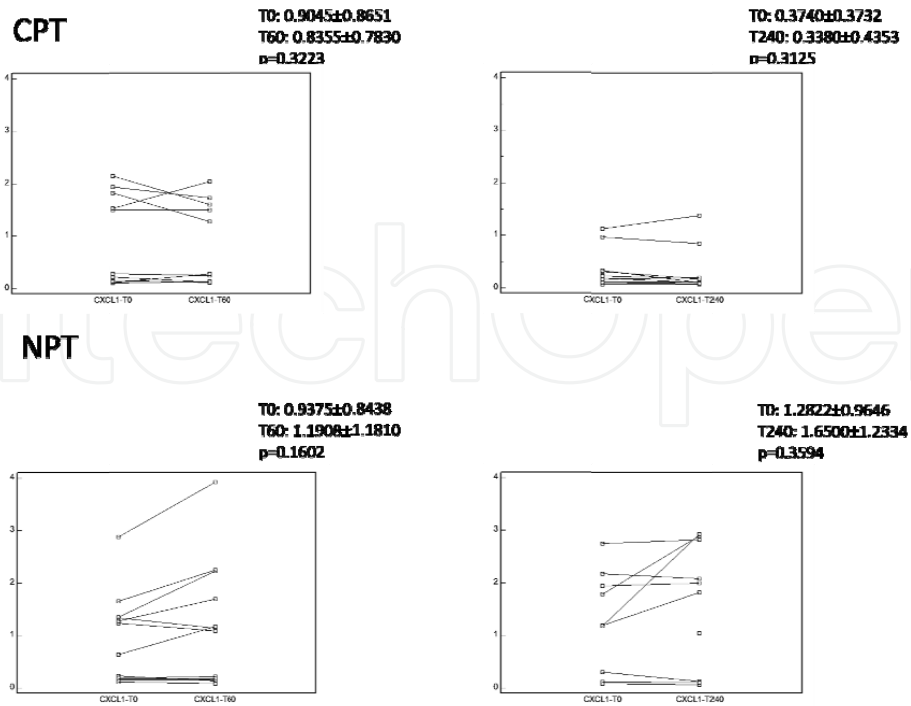 CPT
T0: 0.9045±0.8651
T60: 0.8355±0.7830
p=0.3223
4
3
2
1
0
CXCL1-T0 CXCL1-T60
T0: 0.3740±0.3732
T240: 0.3380±0.4353
p=0.3125
4
3
2
1
0
CXCL1-T0 CXCL1-T240
NPT
T0: 0.9375±0.8438
T60: 1.1908±1.1810
p=0.1602
4
3
2
1
0
CXCL1-T0 CXCL1-T60
T0: 1.2822±0.9646
T240: 1.6500±1.2334
p=0.3594
4
3
2
1
0
CXCL1-T0 CXCL1-T240